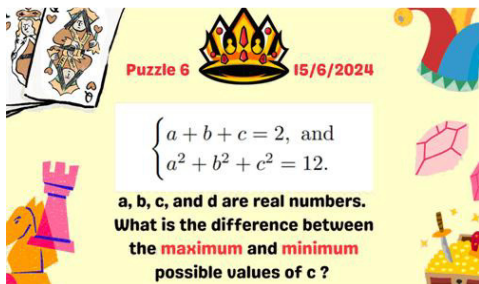 Puzzle 6
15/6/2024
a + b + c = 2, and
a² + b² + c² = 12.
a, b, c, and d are real numbers.
What is the difference between
the maximum and minimum
possible values of c ?